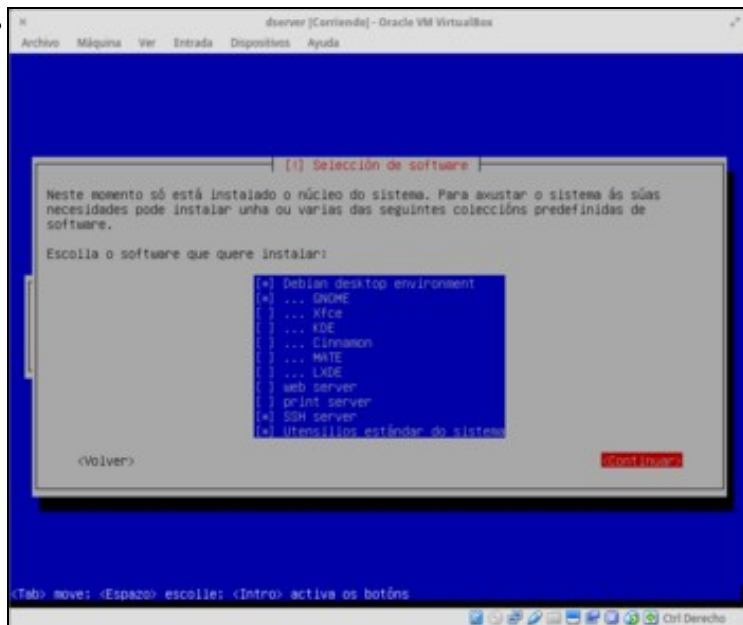 dserver [Corriendo] - Oracle VM VirtualBox
Archivo Máquina Ver Entrada Dispositivos Ayuda
[!] Selección de software
Neste momento só está instalado o núcleo do sistema. Para axustar o sistema ás súas
necesidades pode instalar unha ou varias das seguintes coleccións predefinidas de
software.
Escolla o software que quere instalar:
[*] Debian desktop environment
[*] ... GNOME
[ ] ... Xfce
[ ] ... KDE
[ ] ... Cinnamon
[ ] ... MATE
[ ] ... LXDE
[ ] web server
[ ] print server
[*] SSH server
[*] Utensilios estándar do sistema
<Volver> <Continuar>
<Tab> move; <Espazo> escolle; <Intro> activa os botóns
Ctrl Derecho